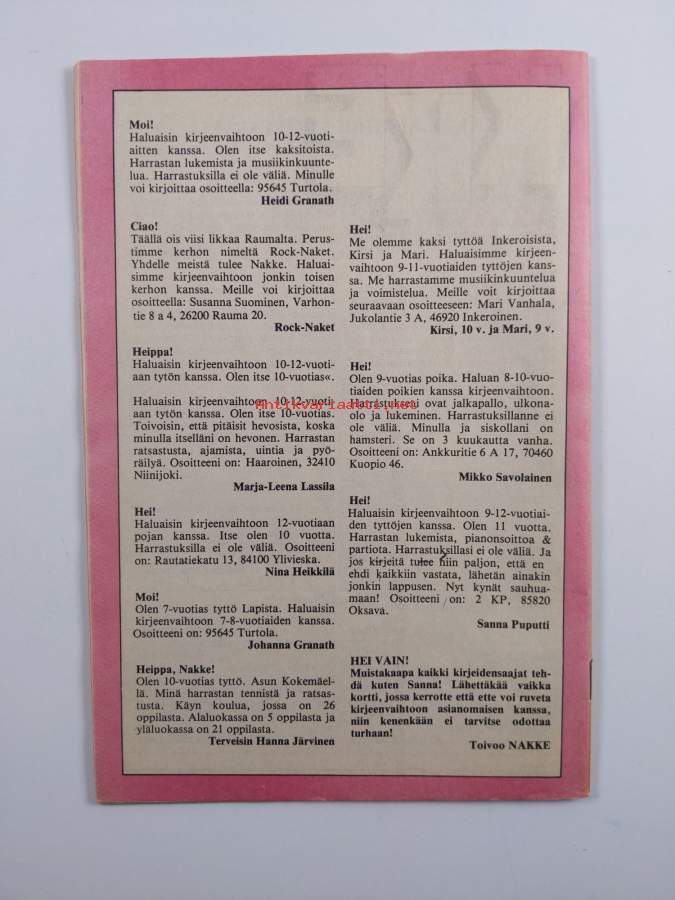 Moi!
Haluaisin kirjeenvaihtoon 10-12-vuoti-
aitten kanssa. Olen itse kaksitoista.
Harrastan lukemista ja musiikinkuunte-
lua. Harrastuksilla ei ole väliä. Minulle
voi kirjoittaa osoitteella: 95645 Turtola.
Heidi Granath
Ciao!
Täällä ois viisi likkaa Raumalta. Perus-
timme kerhon nimeltä Rock-Naket.
Yhdelle meistä tulee Nakke. Haluai-
simme kirjeenvaihtoon jonkin toisen
kerhon kanssa. Meille voi kirjoittaa
osoitteella: Susanna Suominen, Varhon-
tie 8 a 4, 26200 Rauma 20.
Rock-Naket
Heippa!
Haluaisin kirjeenvaihtoon 10-12-vuoti-
aan tytön kanssa. Olen itse 10-vuotias«.
Haluaisin kirjeenvaihtoon 10-12-vuoti-
aan tytön kanssa. Olen itse 10-vuotias.
Toivoisin, että pitäisit hevosista, koska
minulla itselläni on hevonen. Harrastan
ratsastusta, ajamista, uintia ja pyö-
räilyä. Osoitteeni on: Haaroinen, 32410
Niinijoki.
Marja-Leena Lassila
Hei!
Haluaisin kirjeenvaihtoon 12-vuotiaan
pojan kanssa. Itse olen 10 vuotta.
Harrastuksilla ei ole väliä. Osoitteeni
on: Rautatiekatu 13, 84100 Ylivieska.
Nina Heikkilä
Moi!
Olen 7-vuotias tyttö Lapista. Haluaisin
kirjeenvaihtoon 7-8-vuotiaiden kanssa.
Osoitteeni on: 95645 Turtola.
Johanna Granath
Heippa, Nakke!
Olen 10-vuotias tyttö. Asun Kokemäel-
lä. Minä harrastan tennistä ja ratsas-
tusta. Käyn koulua, jossa on 26
oppilasta. Alaluokassa on 5 oppilasta ja
yläluokassa on 21 oppilasta.
Terveisin Hanna Järvinen
Hei!
Me olemme kaksi tyttöä Inkeroisista,
Kirsi ja Mari. Haluaisimme kirjeen-
vaihtoon 9-11-vuotiaiden tyttöjen kans-
sa. Me harrastamme musiikinkuuntelua
ja voimistelua. Meille voit kirjoittaa
seuraavaan osoitteeseen: Mari Vanhala,
Jukolantie 3 A, 46920 Inkeroinen.
Kirsi, 10 v. ja Mari, 9 v.
Hei!
Olen 9-vuotias poika. Haluan 8-10-vuo-
tiaiden poikien kanssa kirjeenvaihtoon.
Harrastukseni ovat jalkapallo, ulkona-
olo ja lukeminen. Harrastuksillanne ei
ole väliä. Minulla ja siskollani on
hamsteri. Se on 3 kuukautta vanha.
Osoitteeni on: Ankkuritie 6 A 17, 70460
Kuopio 46.
Mikko Savolainen
Hei!
Haluaisin kirjeenvaihtoon 9-12-vuotiai-
den tyttöjen kanssa. Olen 11 vuotta.
Harrastan lukemista, pianonsoittoa &
partiota. Harrastuksillasi ei ole väliä. Ja
jos kirjeitä tulee niin paljon, että en
ehdi kaikkiin vastata, lähetän ainakin
jonkin lappusen. Nyt kynät sauhua-
maan! Osoitteeni on: 2 KP, 85820
Oksava.
Sanna Puputti
HEI VAIN!
Muistakaapa kaikki kirjeidensaajat teh-
dä kuten Sanna! Lähettäkää vaikka
kortti, jossa kerrotte että ette voi ruveta
kirjeenvaihtoon asianomaisen kanssa,
niin kenenkään ei tarvitse odottaa
turhaan!
Toivoo NAKKE
Antikvariaatti.net